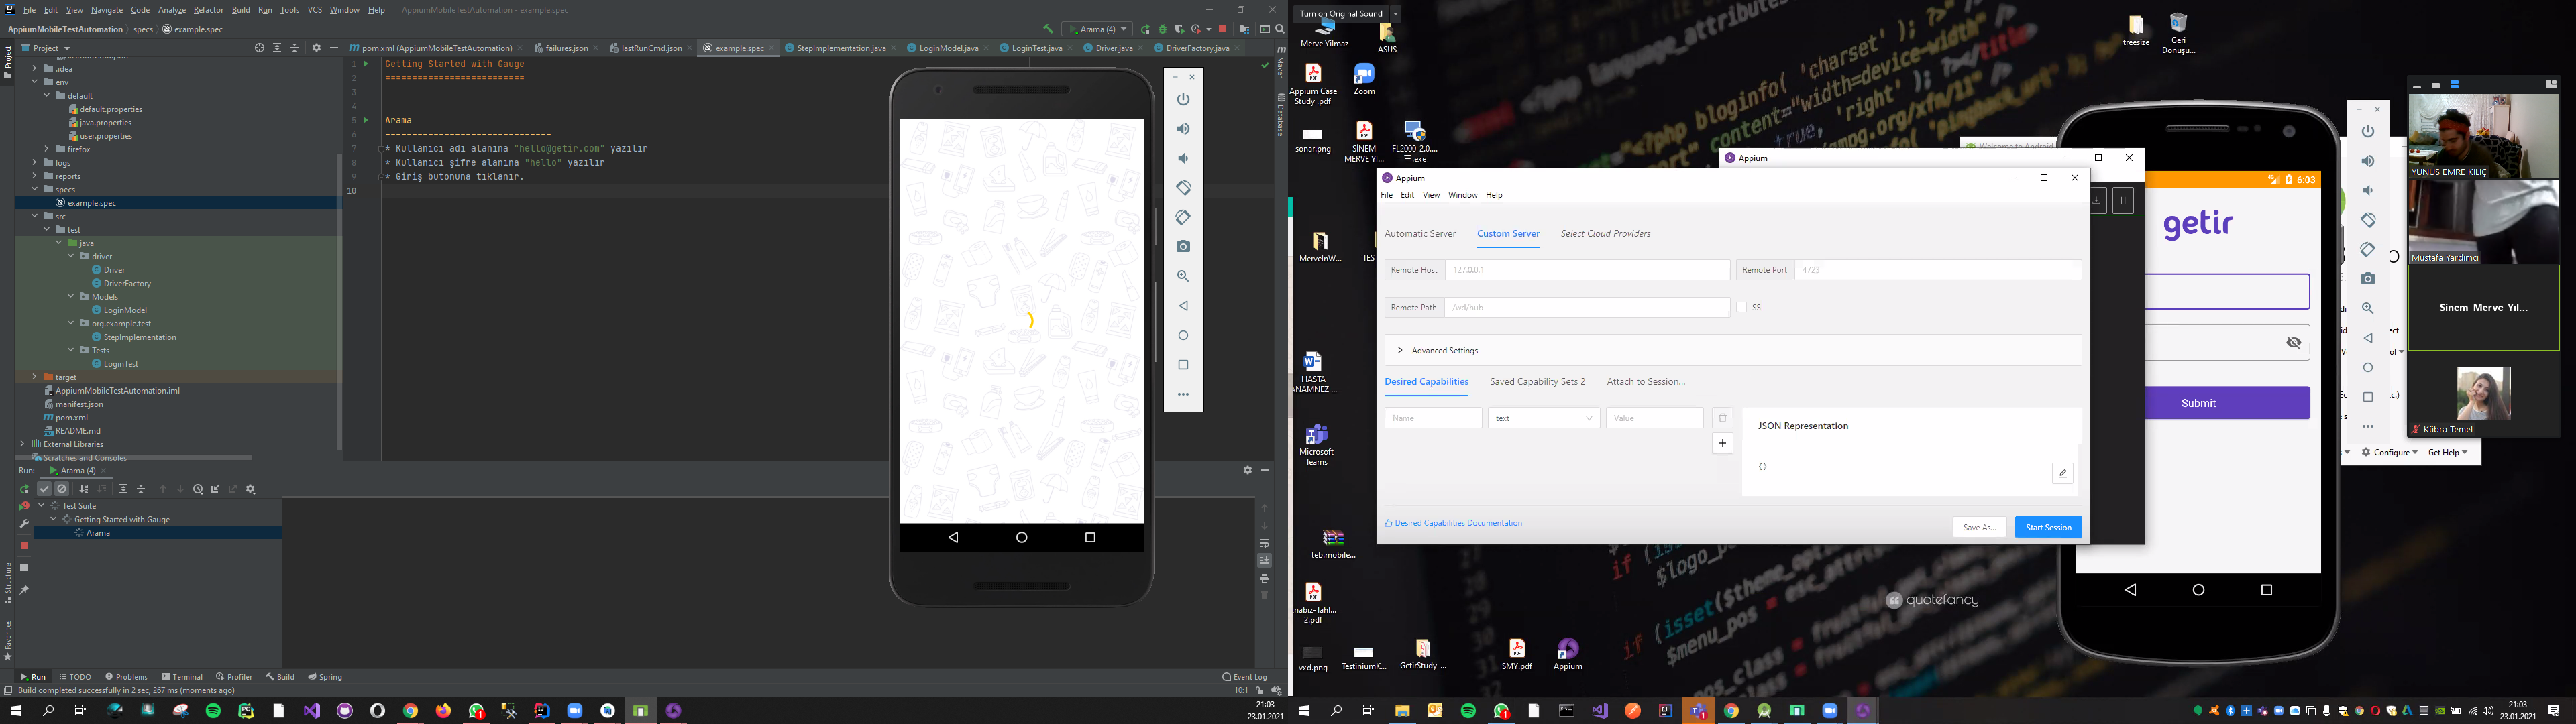 File Edit View Navigate Code Analyze Refactor Build Run Tools VCS Window Help AppiumMobileTestAutomation - example.spec
AppiumMobileTestAutomation specs example.spec
Arama (4)
Project
pom.xml (AppiumMobileTestAutomation) failures.json lastRunCmd.json example.spec StepImplementation.java LoginModel.java LoginTest.java Driver.java DriverFactory.java
.idea
env
default
default.properties
java.properties
user.properties
firefox
logs
reports
specs
example.spec
src
test
java
driver
Driver
DriverFactory
Models
LoginModel
org.example.test
StepImplementation
Tests
LoginTest
target
AppiumMobileTestAutomation.iml
manifest.json
pom.xml
README.md
External Libraries
Scratches and Consoles
1 Getting Started with Gauge
2 =========================
3
4
5 Arama
6 -------------------------------
7 * Kullanıcı adı alanına "hello@getir.com" yazılır
8 * Kullanıcı şifre alanına "hello" yazılır
9 * Giriş butonuna tıklanır.
10
Project
Structure
Favorites
Maven
Database
Run: Arama (4)
Test Suite
Getting Started with Gauge
Arama
Run TODO Problems Terminal Profiler Build Spring Event Log
Build completed successfully in 2 sec, 267 ms (moments ago) 10:1
21:03
23.01.2021
Turn on Original Sound
Merve Yilmaz
ASUS
Appium Case Study .pdf
Zoom
sonar.png
SİNEM MERVE YI...
FL2000-2.0.... 三.exe
MerveInW...
HASTA ANAMNEZ ...
Microsoft Teams
teb.mobile...
nabiz-Tahl... 2.pdf
vxd.png
TestiniumK...
GetirStudy-...
SMY.pdf
Appium
treesize
Geri Dönüşü...
Appium
Appium
File Edit View Window Help
Automatic Server Custom Server Select Cloud Providers
Remote Host 127.0.0.1 Remote Port 4723
Remote Path /wd/hub SSL
Advanced Settings
Desired Capabilities Saved Capability Sets 2 Attach to Session...
Name text Value
JSON Representation
{}
Desired Capabilities Documentation
Save As... Start Session
6:03
getir
Submit
Configure Get Help
YUNUS EMRE KILIÇ
Mustafa Yardımcı
Sinem Merve Yıl...
Kübra Temel
quotefancy
21:03
23.01.2021